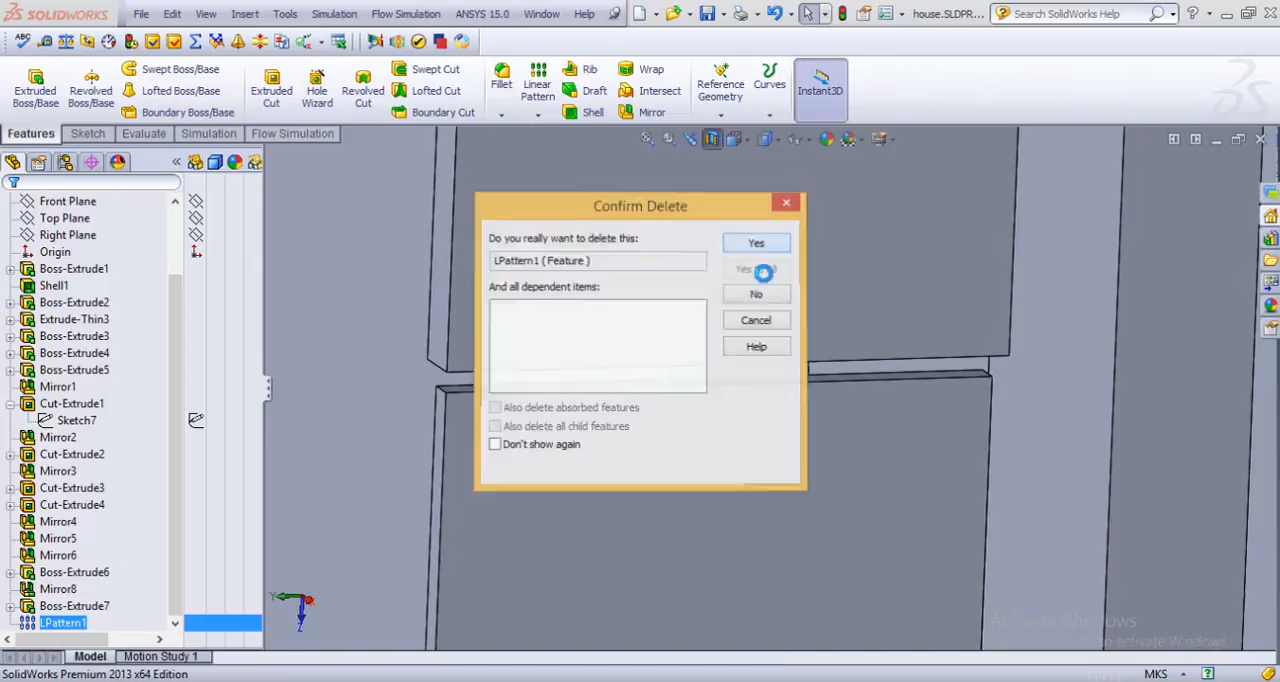 SOLIDWORKS File Edit View Insert Tools Simulation Flow Simulation ANSYS 15.0 Window Help house.SLDPR... Search SolidWorks Help
Extruded Boss/Base
Revolved Boss/Base
Swept Boss/Base
Lofted Boss/Base
Boundary Boss/Base
Extruded Cut
Hole Wizard
Revolved Cut
Swept Cut
Lofted Cut
Boundary Cut
Fillet
Linear Pattern
Rib
Draft
Shell
Wrap
Intersect
Mirror
Reference Geometry
Curves
Instant3D
Features Sketch Evaluate Simulation Flow Simulation
Front Plane
Top Plane
Right Plane
Origin
Boss-Extrude1
Shell1
Boss-Extrude2
Extrude-Thin3
Boss-Extrude3
Boss-Extrude4
Boss-Extrude5
Mirror1
Cut-Extrude1
Sketch7
Mirror2
Cut-Extrude2
Mirror3
Cut-Extrude3
Cut-Extrude4
Mirror4
Mirror5
Mirror6
Boss-Extrude6
Mirror8
Boss-Extrude7
LPattern1
Confirm Delete
Do you really want to delete this:
LPattern1 ( Feature )
And all dependent items:
Also delete absorbed features
Also delete all child features
Don't show again
Yes
No
Cancel
Help
Y
Z
Activate Windows
to activate Windows
Model Motion Study 1
SolidWorks Premium 2013 x64 Edition MKS